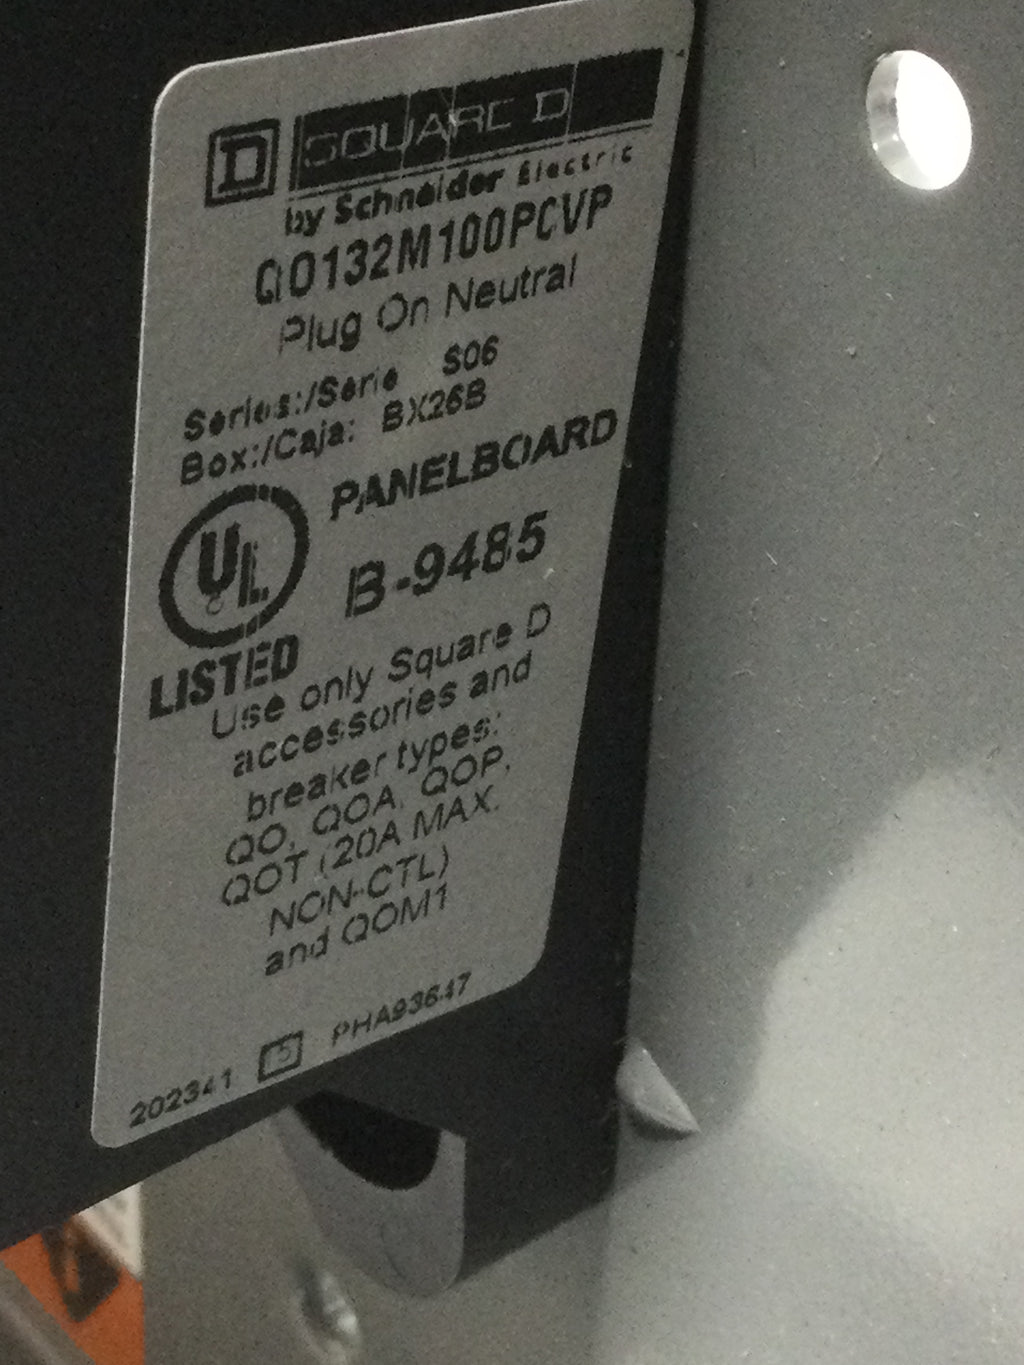 D SQUARE D
by Schneider Electric
QO132M100PCVP
Plug On Neutral
Series:/Serie S06
Box:/Caja: BX26B
PANELBOARD
UL
B-9485
LISTED
Use only Square D
accessories and
breaker types:
QO, QOA, QOP,
QOT (20A MAX.
NON-CTL)
and QOM1
202341 15 PHA93647